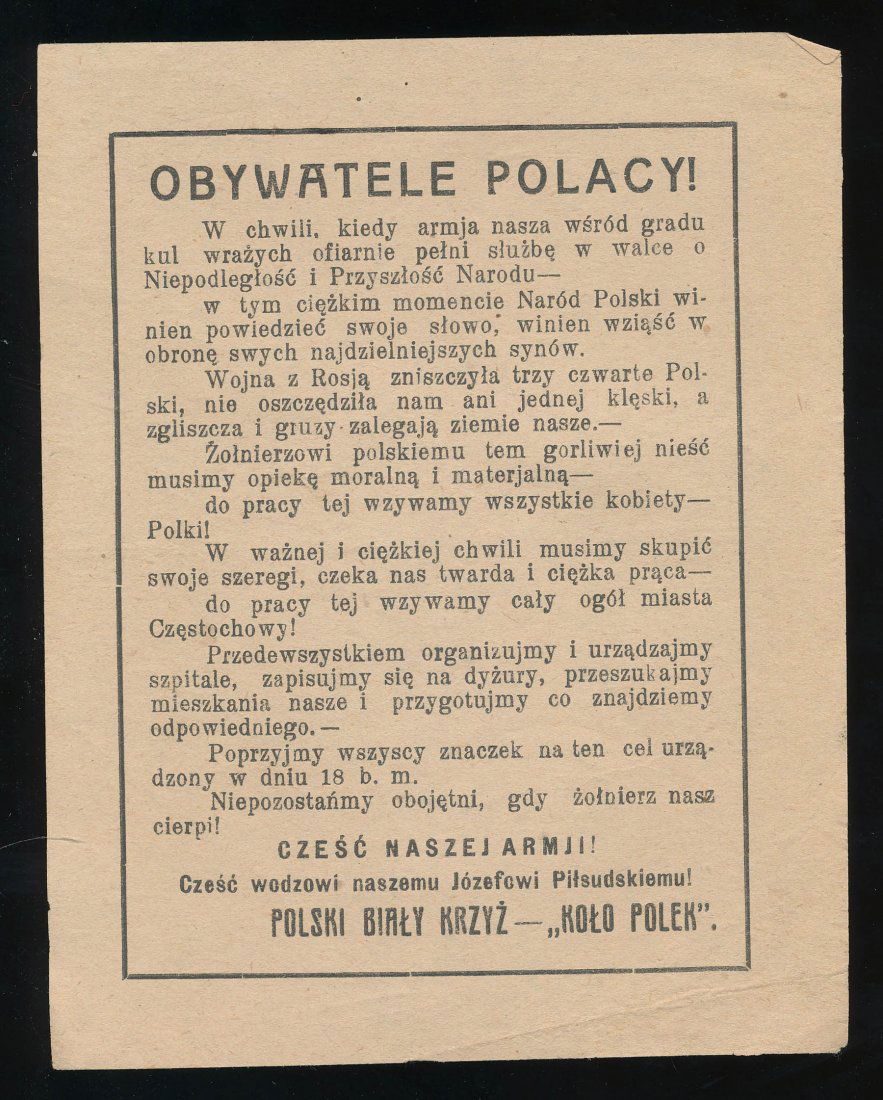 OBYWATELE POLACY!
W chwili, kiedy armja nasza wśród gradu
kul wrażych ofiarnie pełni służbę w walce o
Niepodległość i Przyszłość Narodu—
w tym ciężkim momencie Naród Polski wi-
nien powiedzieć swoje słowo, winien wziąść w
obronę swych najdzielniejszych synów.
Wojna z Rosją zniszczyła trzy czwarte Pol-
ski, nie oszczędziła nam ani jednej klęski, a
zgliszcza i gruzy zalegają ziemie nasze.—
Żołnierzowi polskiemu tem gorliwiej nieść
musimy opiekę moralną i materjalną—
do pracy tej wzywamy wszystkie kobiety—
Polki!
W ważnej i ciężkiej chwili musimy skupić
swoje szeregi, czeka nas twarda i ciężka prąca—
do pracy tej wzywamy cały ogół miasta
Częstochowy!
Przedewszystkiem organizujmy i urządzajmy
szpitale, zapisujmy się na dyżury, przeszukajmy
mieszkania nasze i przygotujmy co znajdziemy
odpowiedniego.—
Poprzyjmy wszyscy znaczek na ten cel urzą-
dzony w dniu 18 b. m.
Niepozostańmy obojętni, gdy żołnierz nasz
cierpi!
CZEŚĆ NASZEJ ARMJI!
Cześć wodzowi naszemu Józefowi Piłsudskiemu!
POLSKI BIAŁY KRZYŻ—„KOŁO POLEK”.